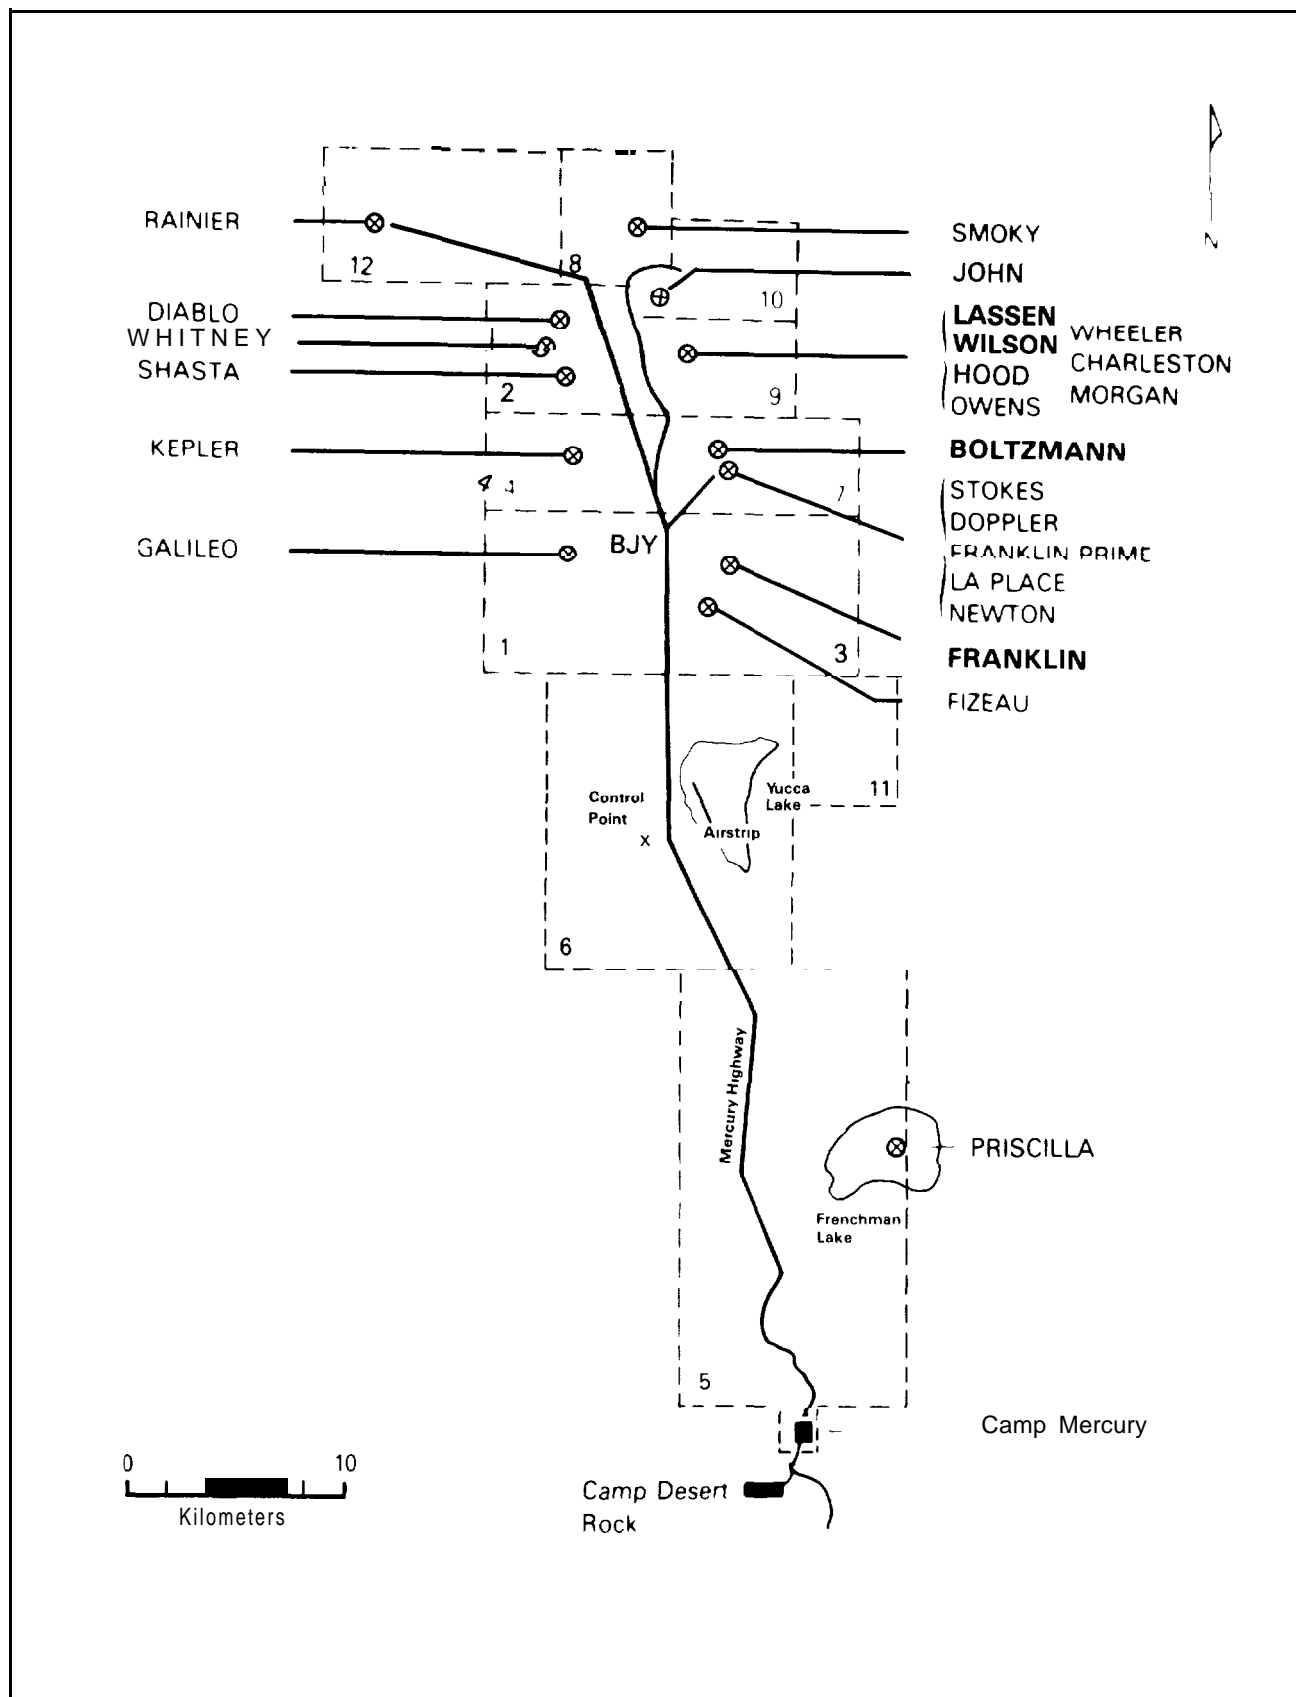 N
RAINIER
SMOKY
12
8
JOHN
10
DIABLO
LASSEN
WHITNEY
WILSON WHEELER
SHASTA
HOOD CHARLESTON
2
9
OWENS MORGAN
KEPLER
BOLTZMANN
4 4
7
STOKES
DOPPLER
GALILEO
BJY
FRANKLIN PRIME
LA PLACE
NEWTON
1
3
FRANKLIN
FIZEAU
Control
Point
X
Yucca
Lake
11
Airstrip
6
Mercury Highway
PRISCILLA
Frenchman
Lake
5
Camp Mercury
0 10
Kilometers
Camp Desert
Rock